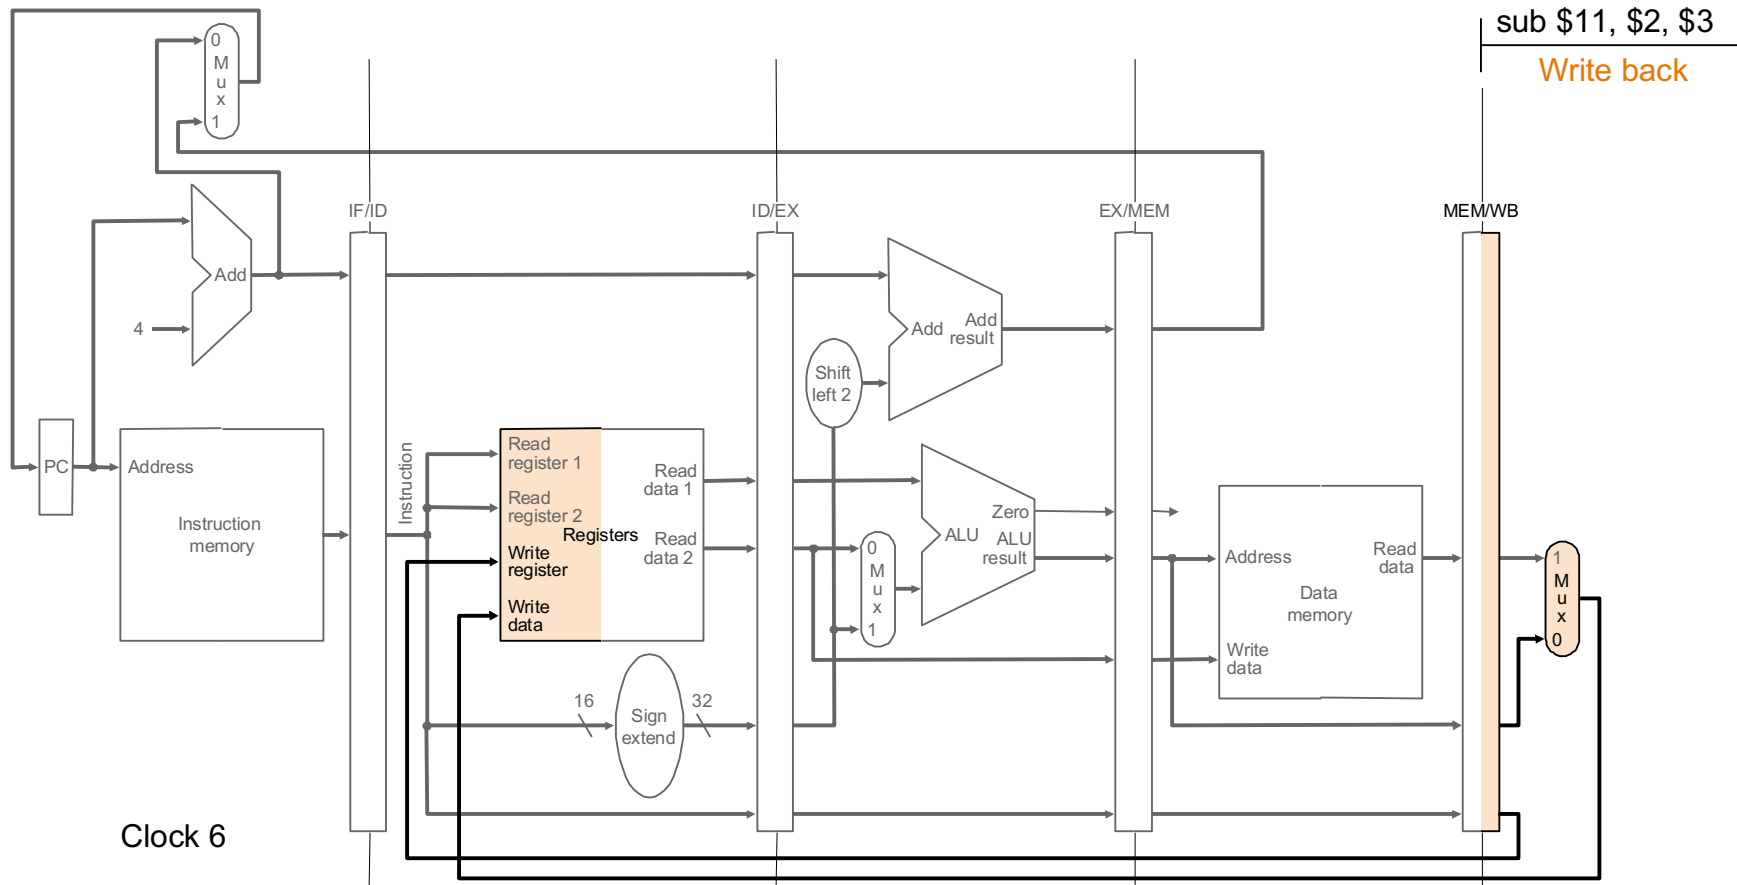 sub $11, $2, $3
Write back
0
M
u
x
1
IF/ID
ID/EX
EX/MEM
MEM/WB
Add
4
Add
Add
result
Shift
left 2
PC
Address
Instruction
memory
Instruction
Read
register 1
Read
register 2
Write
register
Write
data
Registers
Read
data 1
Read
data 2
0
M
u
x
1
Zero
ALU
ALU
result
Address
Read
data
Data
memory
Write
data
1
M
u
x
0
16
Sign
extend
32
Clock 6